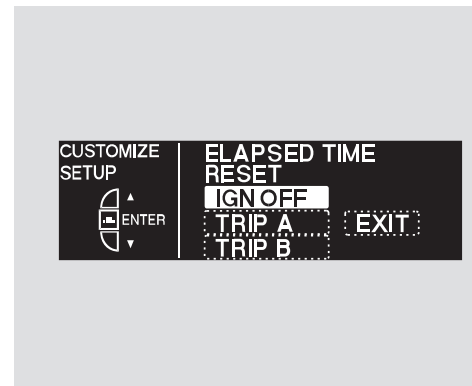 CUSTOMIZE
SETUP
ENTER
ELAPSED TIME
RESET
IGN OFF
TRIP A
EXIT
TRIP B